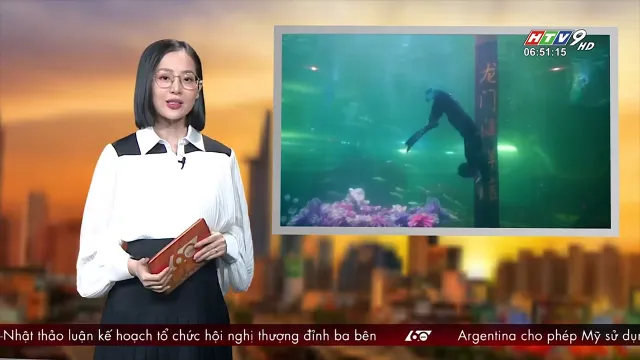 HTV9 HD
06:51:15
龙门
-Nhật thảo luận kế hoạch tổ chức hội nghị thượng đỉnh ba bên
60
Argentina cho phép Mỹ sử dụ